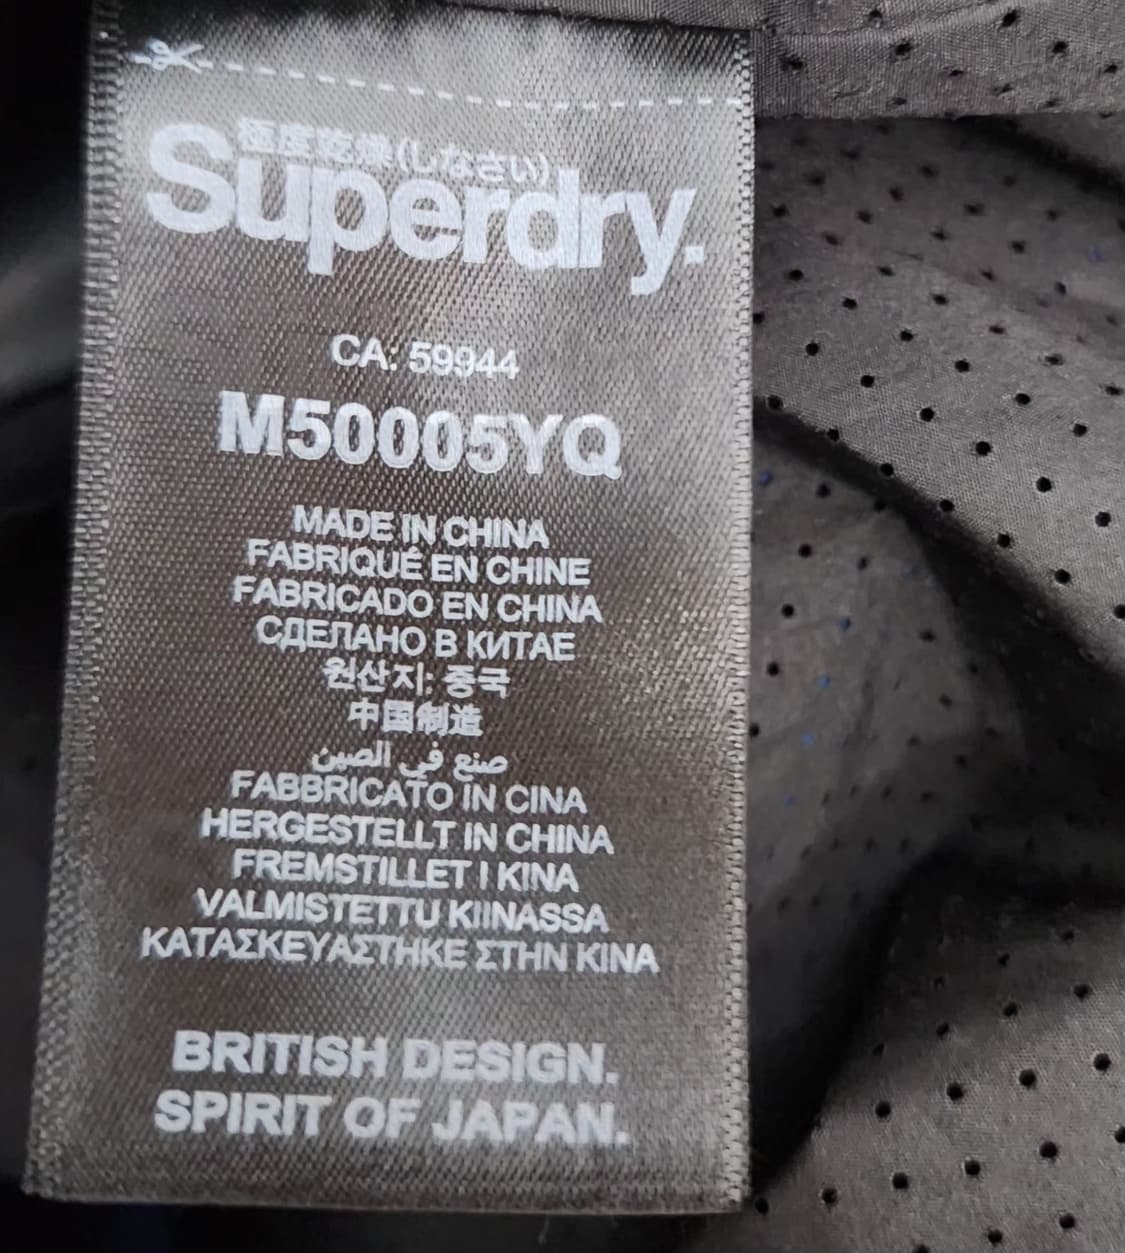 極度乾燥(しなさい)
Superdry.
CA: 59944
M50005YQ
MADE IN CHINA
FABRIQUÉ EN CHINE
FABRICADO EN CHINA
СДЕЛАНО В КИТАЕ
원산지: 중국
中国制造
صنع في الصين
FABBRICATO IN CINA
HERGESTELLT IN CHINA
FREMSTILLET I KINA
VALMISTETTU KIINASSA
ΚΑΤΑΣΚΕΥΑΣΤΗΚΕ ΣΤΗΝ ΚΙΝΑ
BRITISH DESIGN.
SPIRIT OF JAPAN.